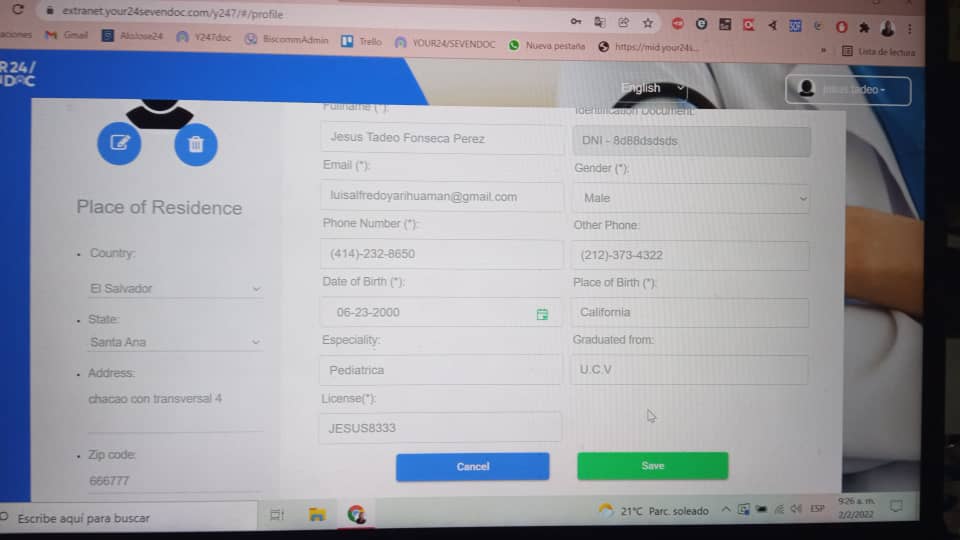 extranet.your24sevendoc.com/y247/#/profile
aciones Gmail AloJose24 Y247doc BiscommAdmin Trello YOUR24/SEVENDOC Nueva pestaña https://mid.your24s... » Lista de lectura
R24/
DOC
English
jesus.tadeo
Fullname (*):
Identification Document:
Jesus Tadeo Fonseca Perez
DNI - 8d88dsdsds
Email (*):
Gender (*):
luisalfredoyarihuaman@gmail.com
Male
Place of Residence
Phone Number (*):
Other Phone:
Country:
(414)-232-8650
(212)-373-4322
Date of Birth (*):
Place of Birth (*):
El Salvador
06-23-2000
California
State:
Santa Ana
Especiality:
Graduated from:
Address:
Pediatrica
U.C.V
chacao con transversal 4
License(*):
JESUS8333
Zip code:
666777
Cancel
Save
Escribe aquí para buscar
21°C Parc. soleado
ESP
9:26 a. m.
2/2/2022